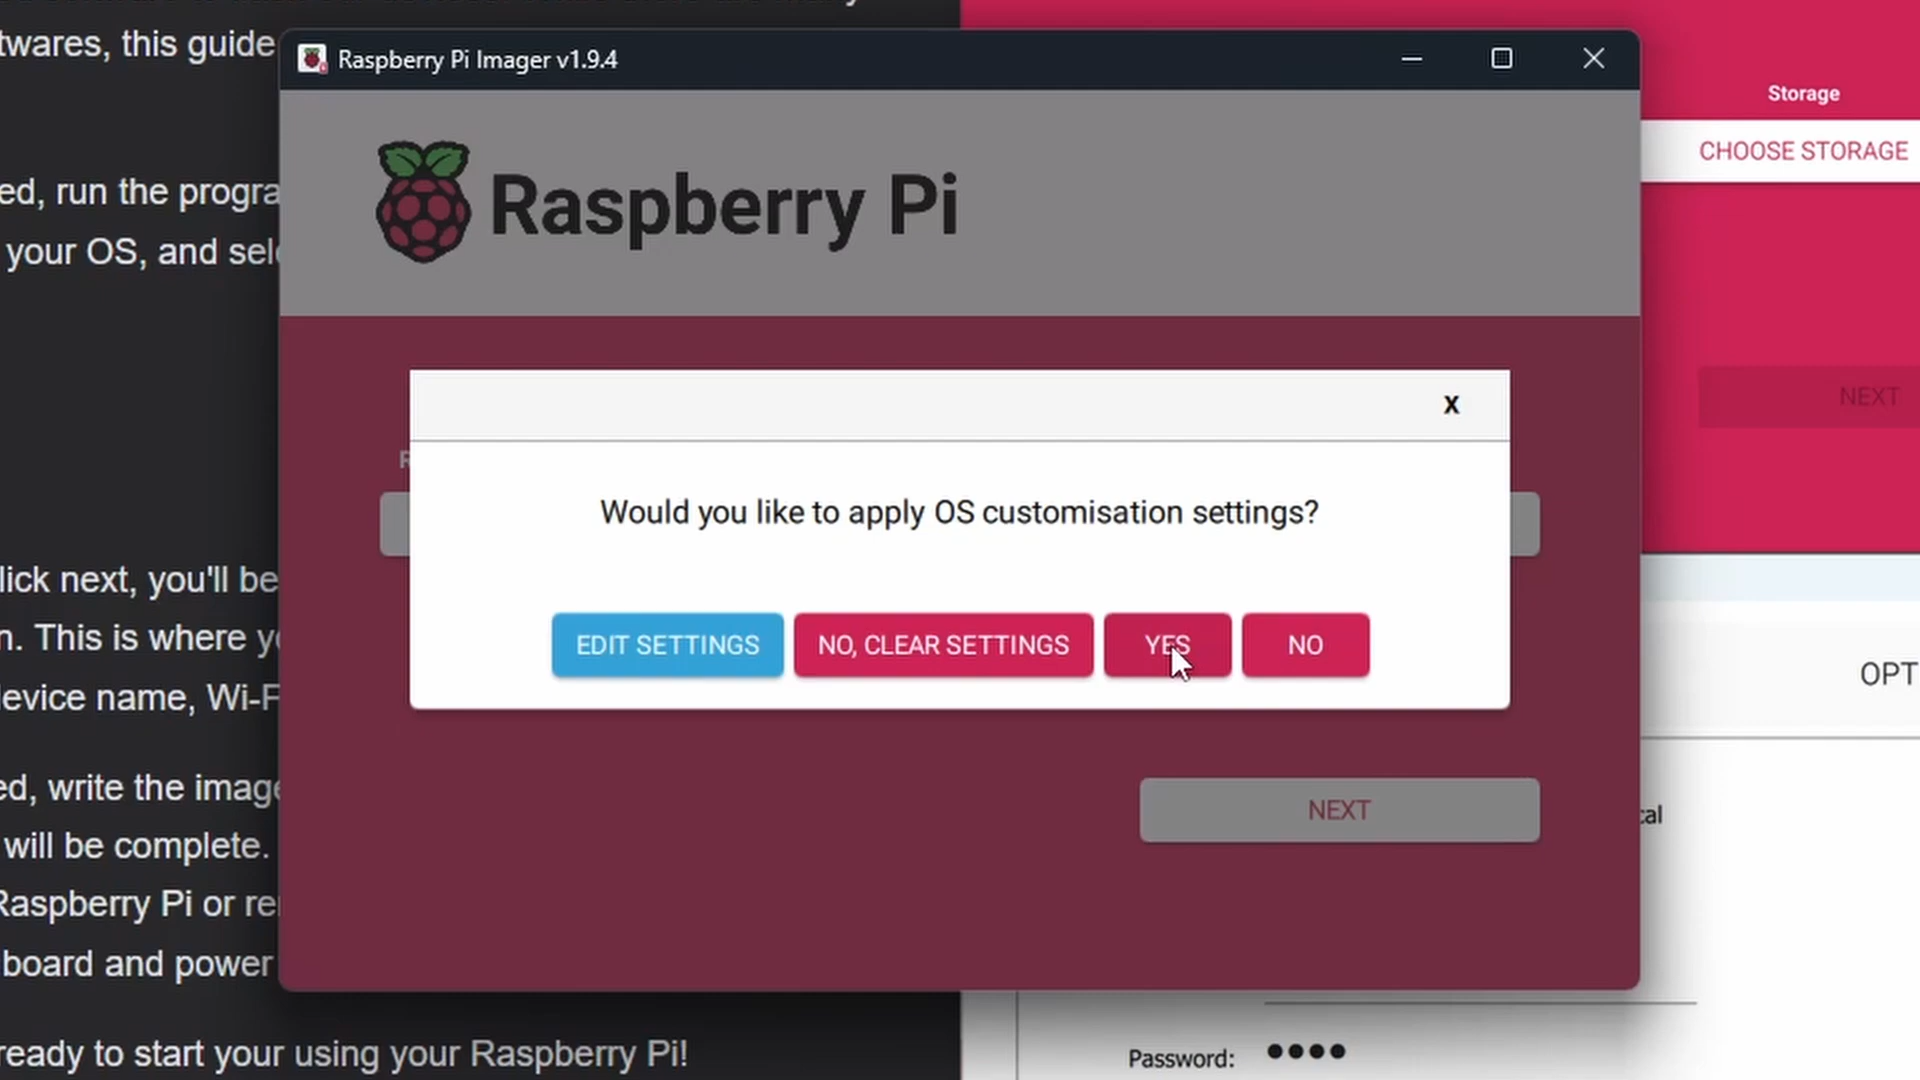 twares, this guide
Raspberry Pi Imager v1.9.4
Storage
CHOOSE STORAGE
Raspberry Pi
ed, run the progra
your OS, and sel
NEXT
X
Would you like to apply OS customisation settings?
EDIT SETTINGS
NO, CLEAR SETTINGS
YES
NO
lick next, you'll be
n. This is where y
evice name, Wi-F
OPT
NEXT
cal
ed, write the image
will be complete.
Raspberry Pi or re
board and power
ready to start your using your Raspberry Pi!
Password: ●●●●